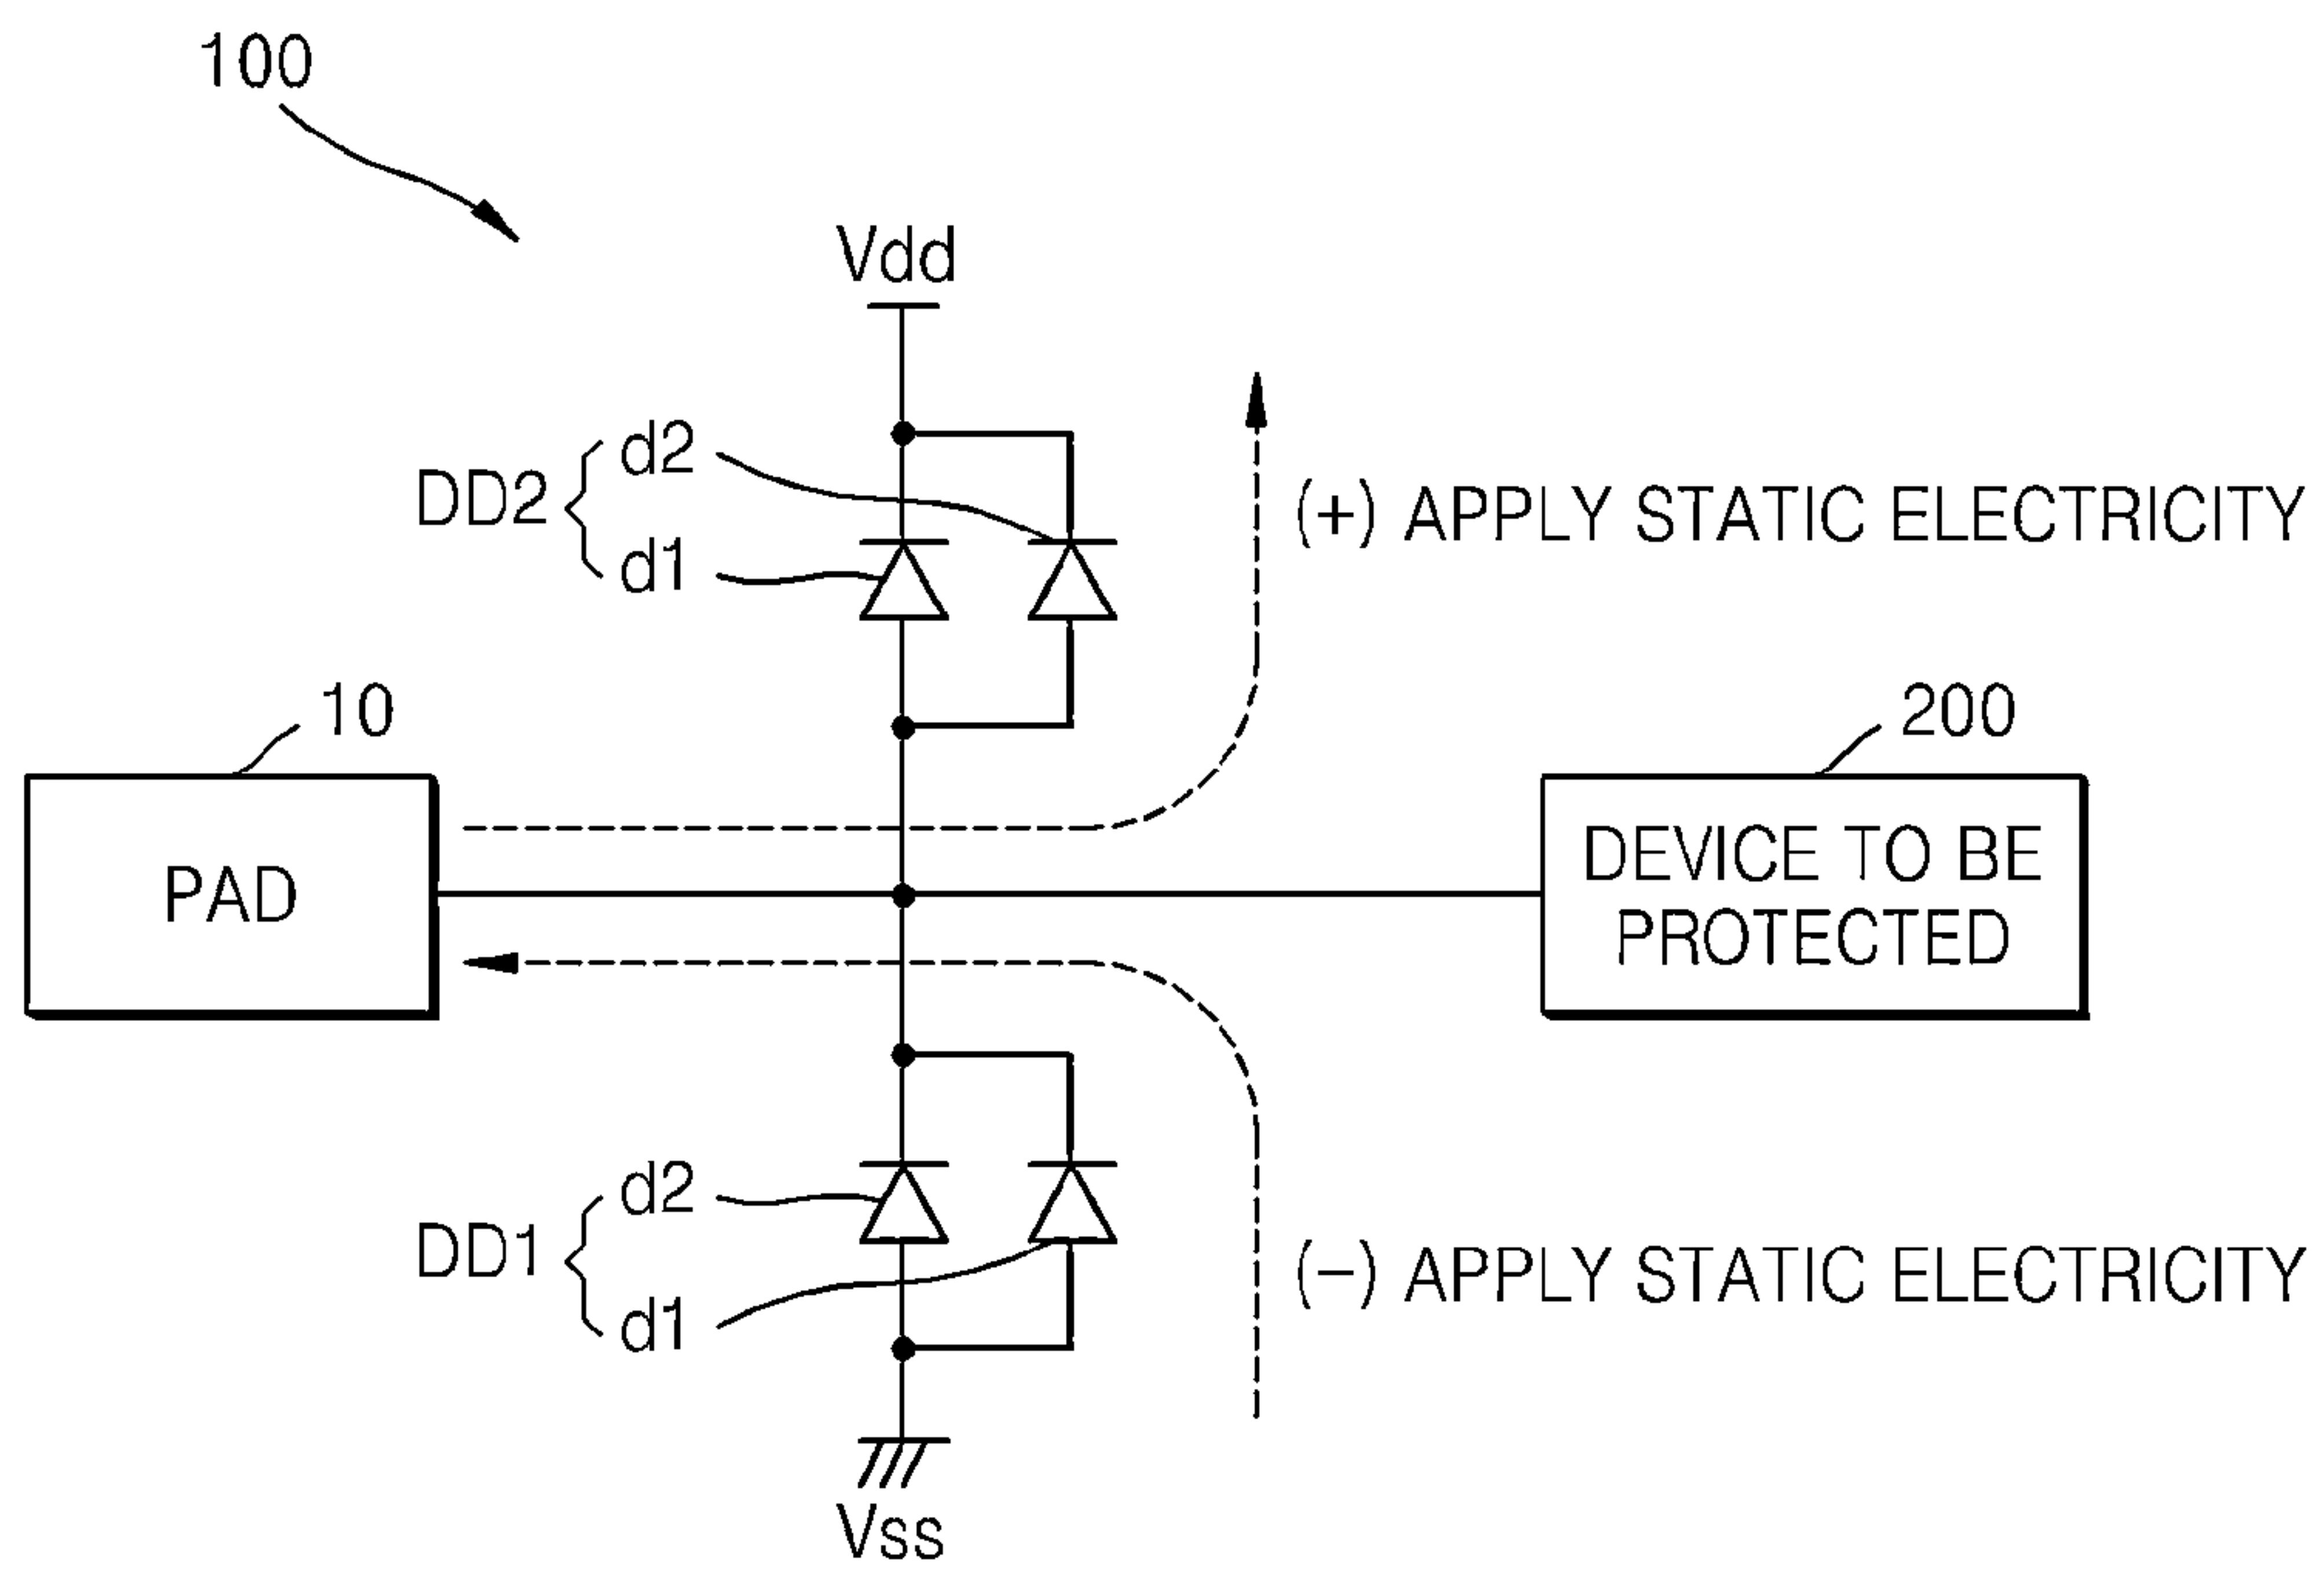 100
Vdd
DD2
d2
d1
(+) APPLY STATIC ELECTRICITY
10
200
PAD
DEVICE TO BE
PROTECTED
DD1
d2
d1
(−) APPLY STATIC ELECTRICITY
Vss